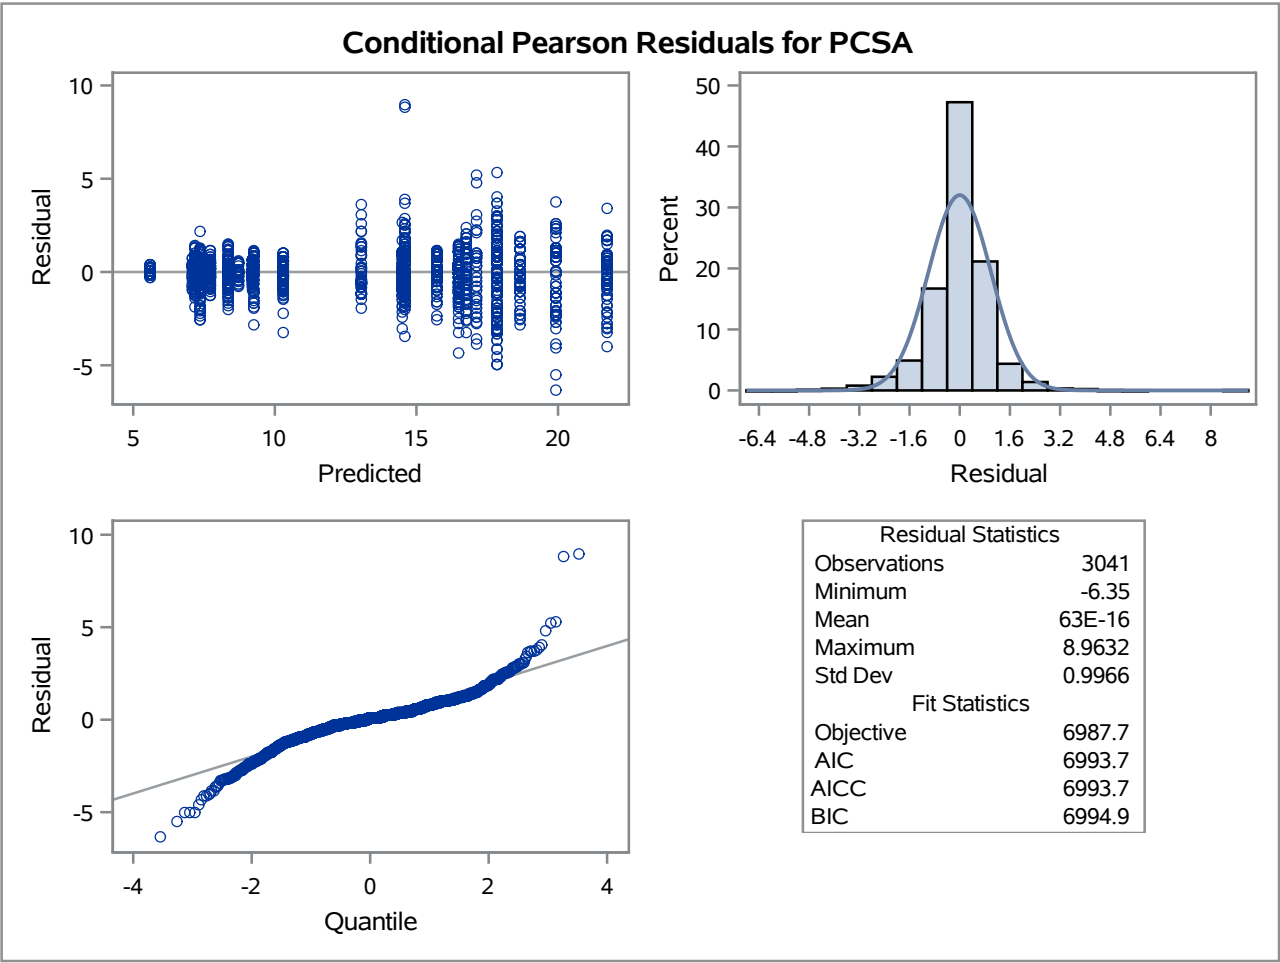 Conditional Pearson Residuals for PCSA
10
5
0
-5
Residual
5
10
15
20
Predicted
50
40
30
20
10
0
Percent
-6.4 -4.8 -3.2 -1.6 0 1.6 3.2 4.8 6.4 8
Residual
10
5
0
-5
Residual
-4 -2 0 2 4
Quantile
Residual Statistics
Observations 3041
Minimum -6.35
Mean 63E-16
Maximum 8.9632
Std Dev 0.9966
Fit Statistics
Objective 6987.7
AIC 6993.7
AICC 6993.7
BIC 6994.9